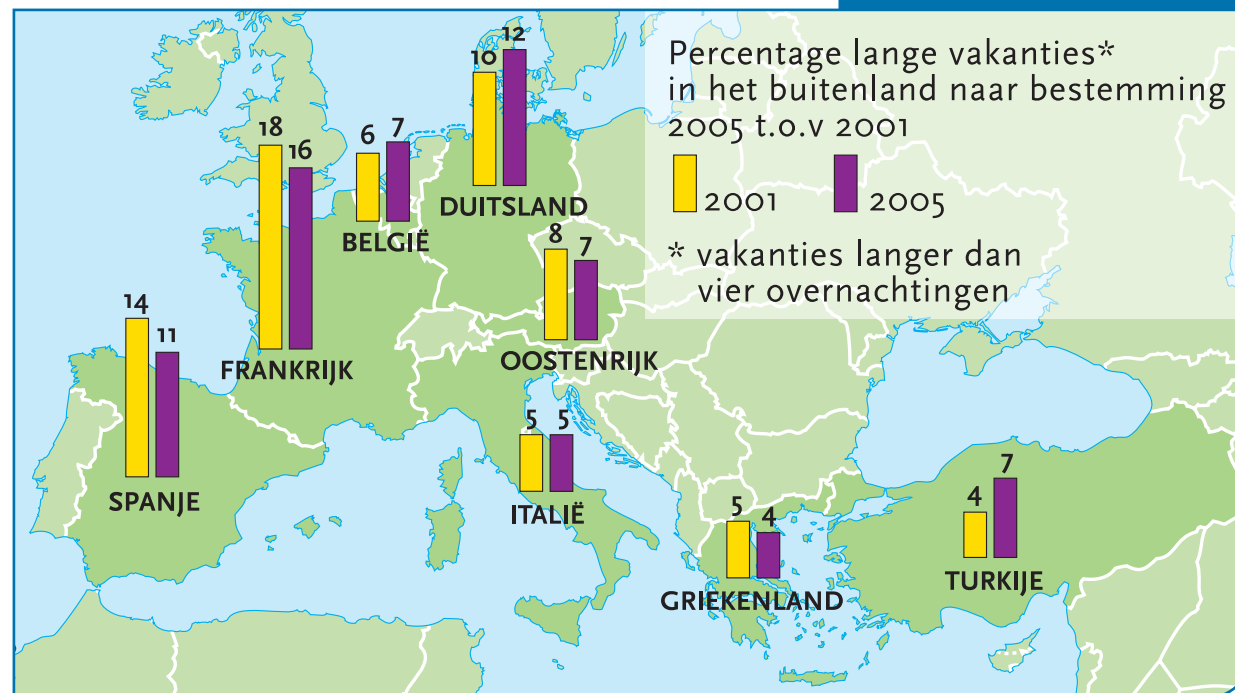 Percentage lange vakanties*
in het buitenland naar bestemming
2005 t.o.v 2001
2001 2005
* vakanties langer dan
vier overnachtingen
10 12
DUITSLAND
6 7
BELGIË
18 16
FRANKRIJK
8 7
OOSTENRIJK
14 11
SPANJE
5 5
ITALIË
5 4
GRIEKENLAND
4 7
TURKIJE